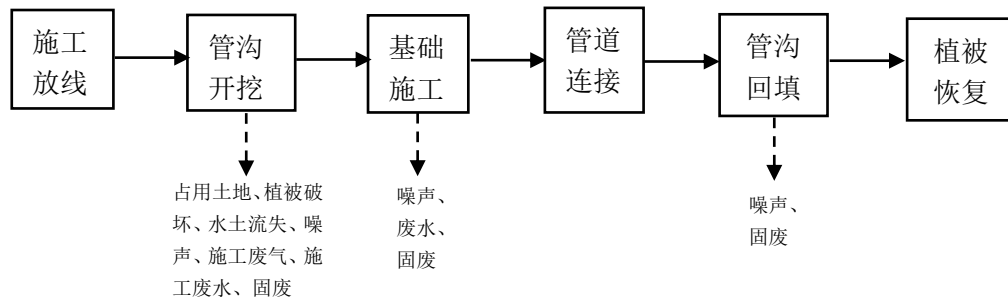 施工
放线
管沟
开挖
基础
施工
管道
连接
管沟
回填
植被
恢复
占用土地、植被破
坏、水土流失、噪
声、施工废气、施
工废水、固废
噪声、
废水、
固废
噪声、
固废